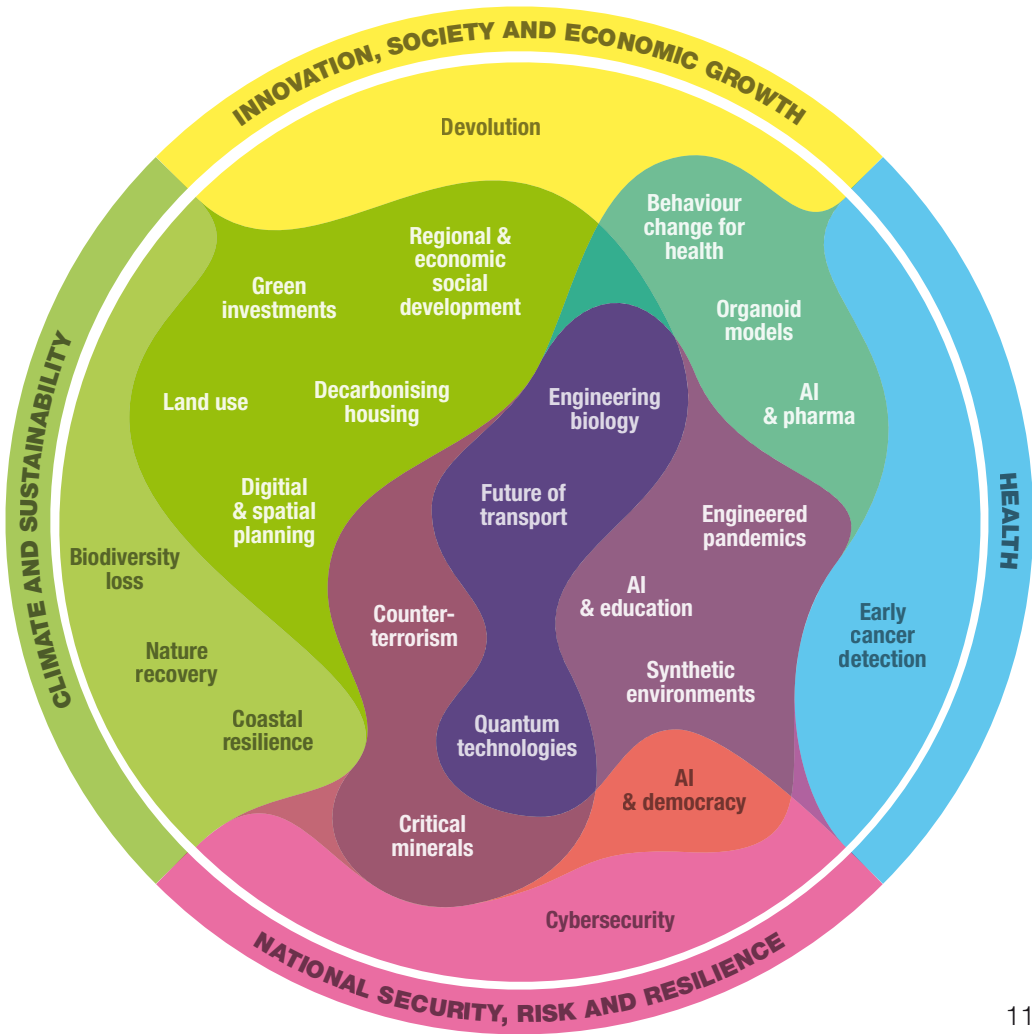 INNOVATION, SOCIETY AND ECONOMIC GROWTH
Devolution
Behaviour
change for
health
Regional &
economic
social
development
Green
investments
Organoid
models
Land use
Decarbonising
housing
Engineering
biology
AI
& pharma
CLIMATE AND SUSTAINABILITY
HEALTH
Digitial
& spatial
planning
Future of
transport
Engineered
pandemics
Biodiversity
loss
AI
& education
Counter-
terrorism
Early
cancer
detection
Nature
recovery
Synthetic
environments
Coastal
resilience
Quantum
technologies
AI
& democracy
Critical
minerals
Cybersecurity
NATIONAL SECURITY, RISK AND RESILIENCE
11